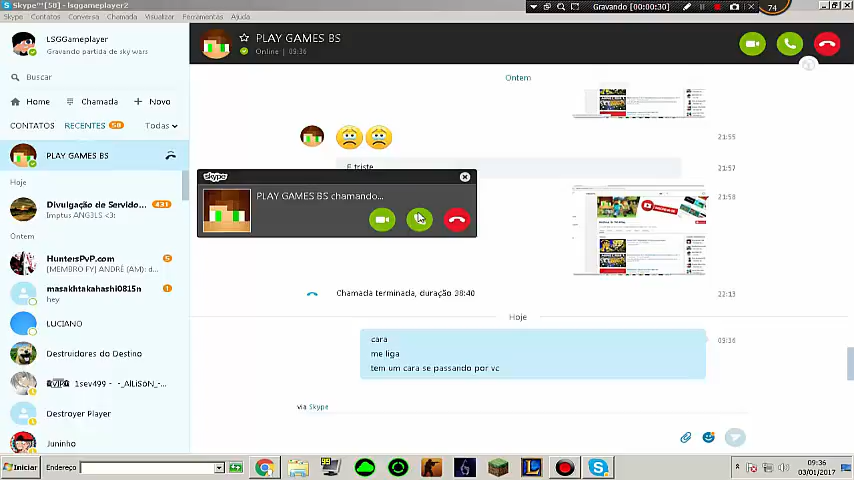 Skype™ [58] - lsggameplayer2
Gravando [00:00:30]
74
Skype Contatos Conversa Chamada Visualizar Ferramentas Ajuda
LSGGameplayer
Gravando partida de sky wars
PLAY GAMES BS
Online | 09:36
Buscar
Ontem
Home Chamada Novo
21:55
CONTATOS RECENTES 58 Todas
PLAY GAMES BS
E triste
21:57
skype
PLAY GAMES BS chamando...
Hoje
21:58
Divulgação de Servido... 431
Imptus ANG3LS <3:
Ontem
HuntersPvP.com 5
[MEMBRO FY] ANDRÉ (AM): d...
masakhtakahashi0815n 1
hey
Chamada terminada, duração 38:40 22:13
LUCIANO
Hoje
cara 09:36
me liga
tem um cara se passando por vc
Destruidores do Destino
1sev499 - -_AlLiSoN_-...
via Skype
Destroyer Player
Juninho
Iniciar Endereço
09:36
03/01/2017